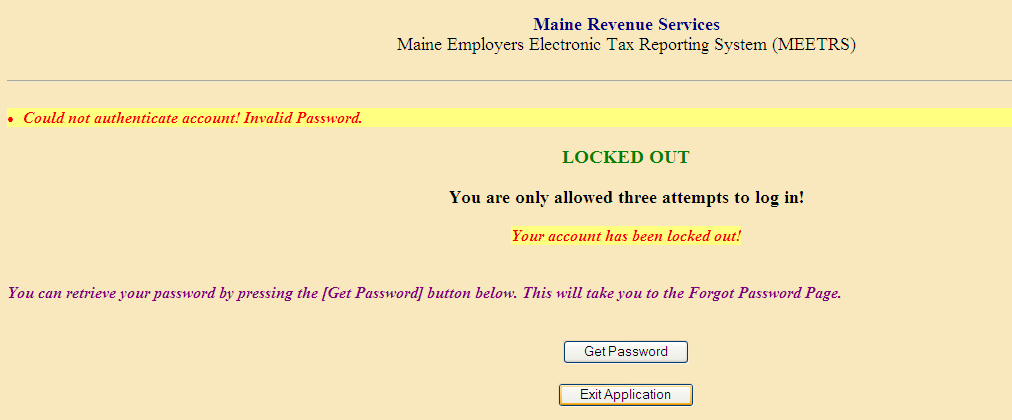 Maine Revenue Services
Maine Employers Electronic Tax Reporting System (MEETRS)
• Could not authenticate account! Invalid Password.
LOCKED OUT
You are only allowed three attempts to log in!
Your account has been locked out!
You can retrieve your password by pressing the [Get Password] button below. This will take you to the Forgot Password Page.
Get Password
Exit Application